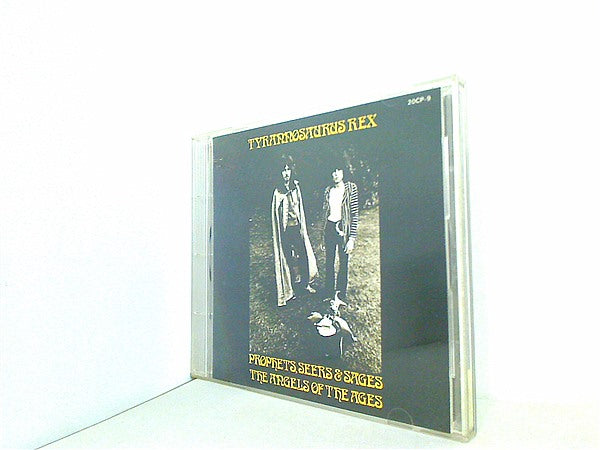 20CP-9
TYRANNOSAURUS REX
PROPHETS, SEERS & SAGES
THE ANGELS OF THE AGES